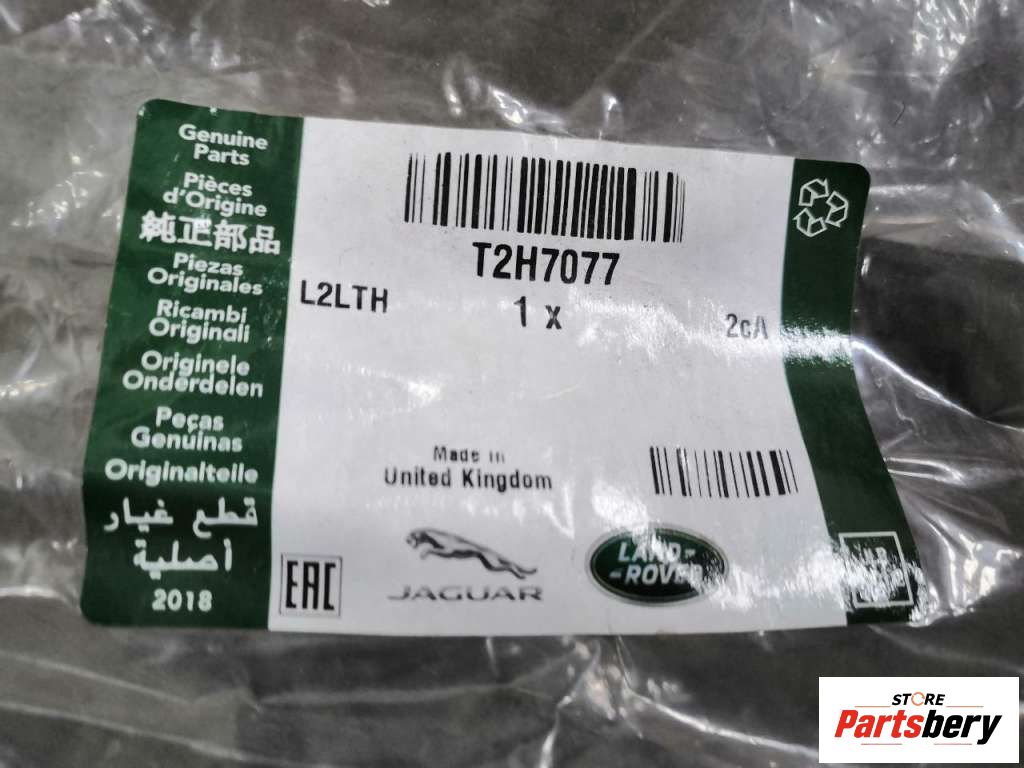 Genuine
Parts
Pièces
d'Origine
純正部品
Piezas
Originales
Ricambi
Originali
Originele
Onderdelen
Peças
Genuínas
Originalteile
قطع غيار
أصلية
2018
T2H7077
L2LTH
1 x
2cA
Made in
United Kingdom
EAC
JAGUAR
LAND
ROVER
STORE
Partsbery